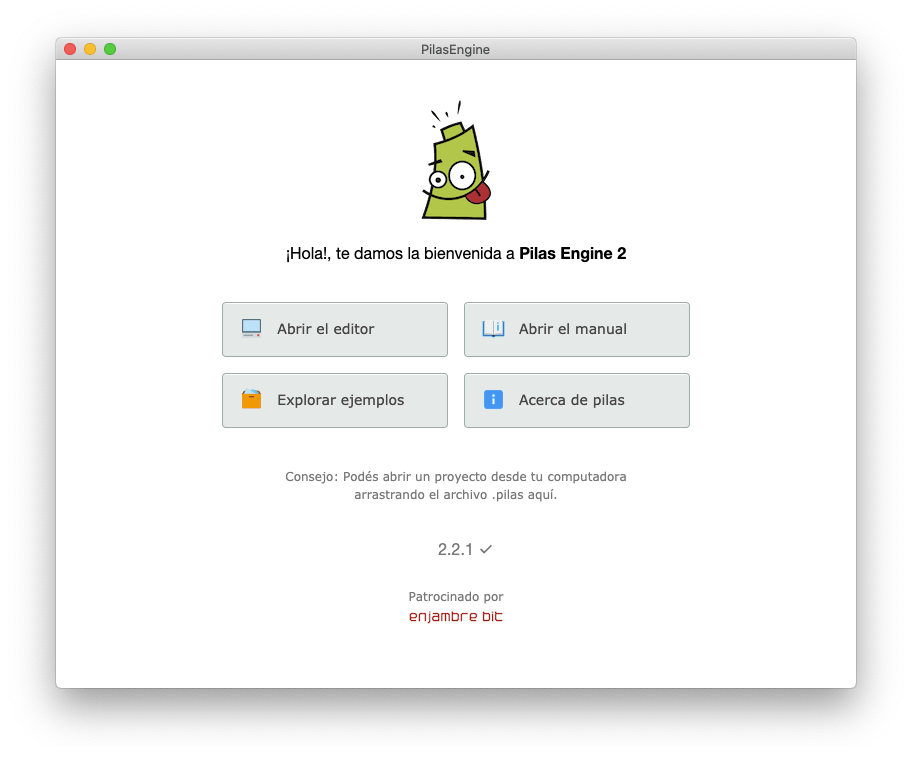 PilasEngine
¡Hola!, te damos la bienvenida a Pilas Engine 2
Abrir el editor
Abrir el manual
Explorar ejemplos
Acerca de pilas
Consejo: Podés abrir un proyecto desde tu computadora
arrastrando el archivo .pilas aquí.
2.2.1 ✓
Patrocinado por
enjambre bit